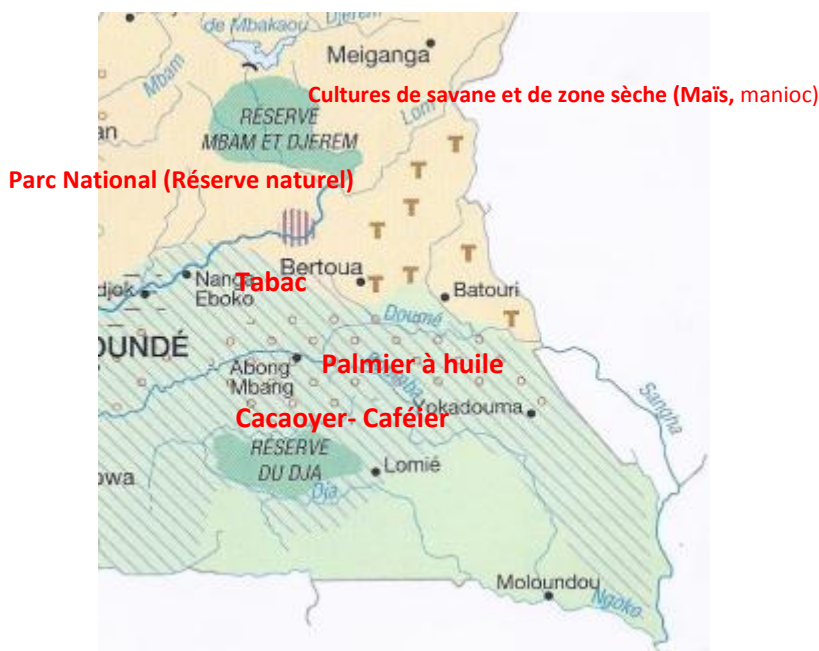 de Mbakaou
Djerem
Meiganga
Mbam
Cultures de savane et de zone sèche (Maïs, manioc)
RÉSERVE
MBAM ET DJEREM
Lom
an
Parc National (Réserve naturel)
T
T
T
T
T
T
T
T
Bertoua
Nanga
Eboko
Tabac
djok
Batouri
Doumé
OUNDÉ
Abong
Mbang
Palmier à huile
Cacaoyer- Caféier
Yokadouma
Sangha
RÉSERVE
DU DJA
Lomié
Dja
owa
Moloundou
Ngoko